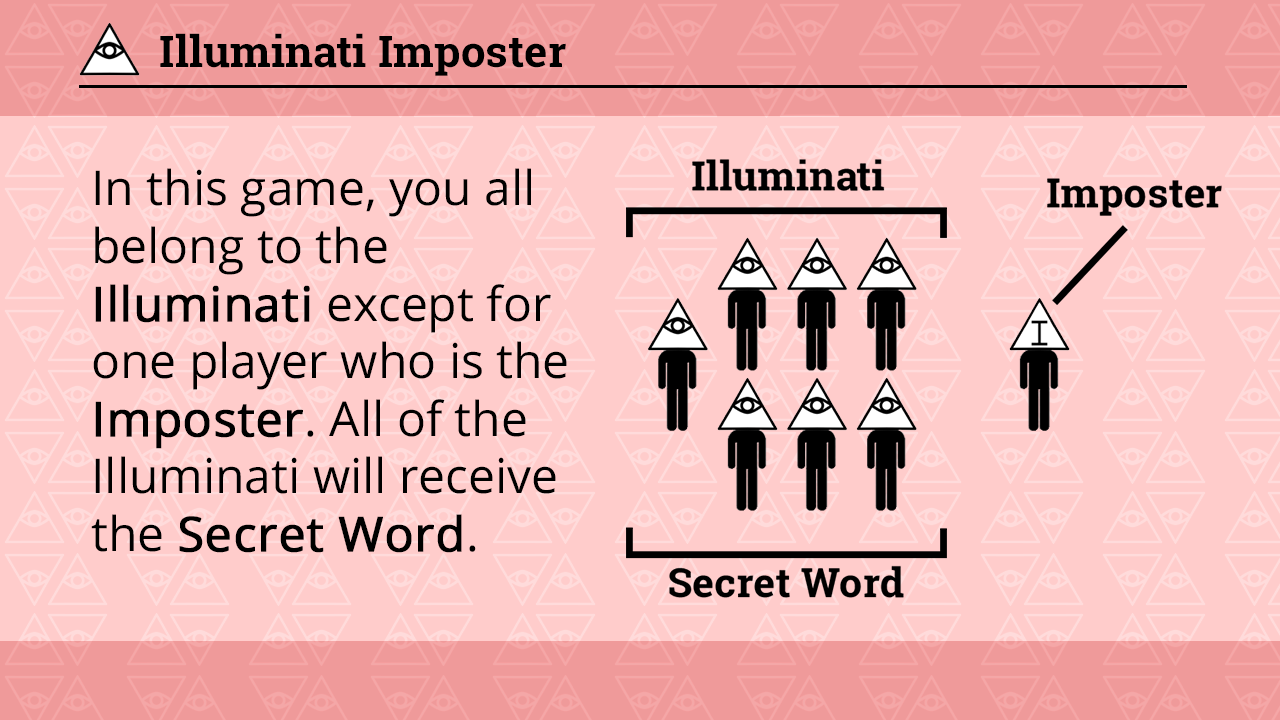 Illuminati Imposter
In this game, you all
belong to the
Illuminati except for
one player who is the
Imposter. All of the
Illuminati will receive
the Secret Word.
Illuminati
Imposter
I
Secret Word